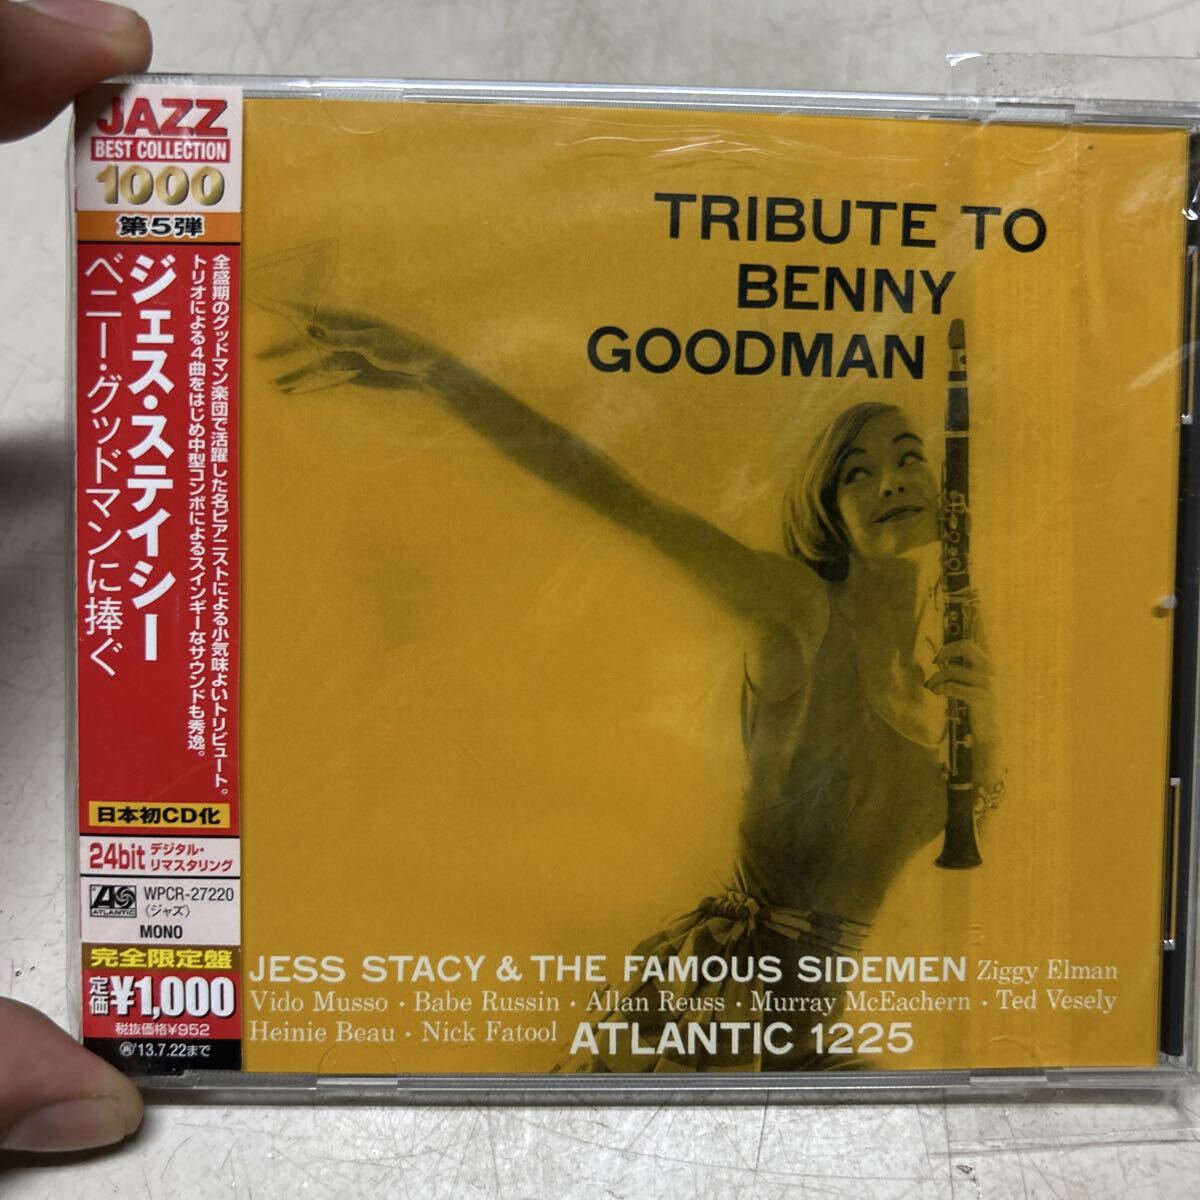 JAZZ
BEST COLLECTION
1000
第5弾
全盛期のグッドマン楽団で活躍した名ピアニストによる小気味よいトリビュート。
トリオによる4曲をはじめ中型コンボによるスインギーなサウンドも秀逸。
ジェス・ステイシー
ベニー・グッドマンに捧ぐ
日本初CD化
24bit デジタル・リマスタリング
ATLANTIC
WPCR-27220
〈ジャズ〉
MONO
完全限定盤
定価 ¥1,000
税抜価格¥952
再 '13.7.22まで
TRIBUTE TO
BENNY
GOODMAN
JESS STACY & THE FAMOUS SIDEMEN Ziggy Elman
Vido Musso · Babe Russin · Allan Reuss · Murray McEachern · Ted Vesely
Heinie Beau · Nick Fatool ATLANTIC 1225